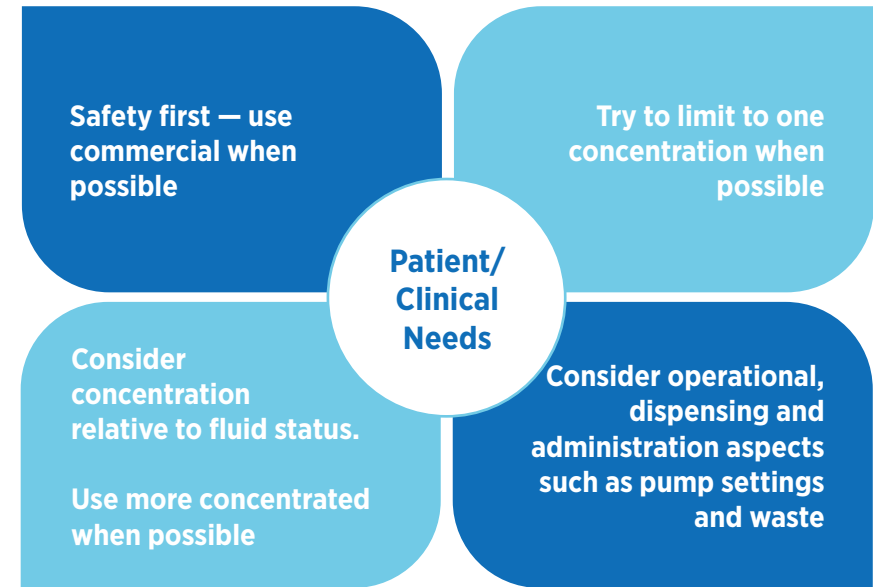 Safety first — use
commercial when
possible
Try to limit to one
concentration when
possible
Patient/
Clinical
Needs
Consider
concentration
relative to fluid status.
Use more concentrated
when possible
Consider operational,
dispensing and
administration aspects
such as pump settings
and waste